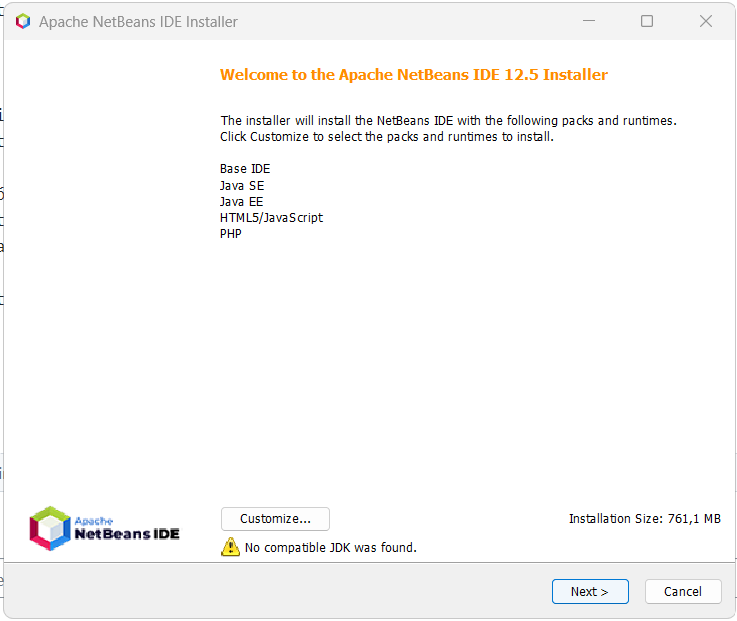 Apache NetBeans IDE Installer
Welcome to the Apache NetBeans IDE 12.5 Installer
The installer will install the NetBeans IDE with the following packs and runtimes.
Click Customize to select the packs and runtimes to install.
Base IDE
Java SE
Java EE
HTML5/JavaScript
PHP
Apache
NetBeans IDE
Customize...
Installation Size: 761,1 MB
No compatible JDK was found.
Next >
Cancel